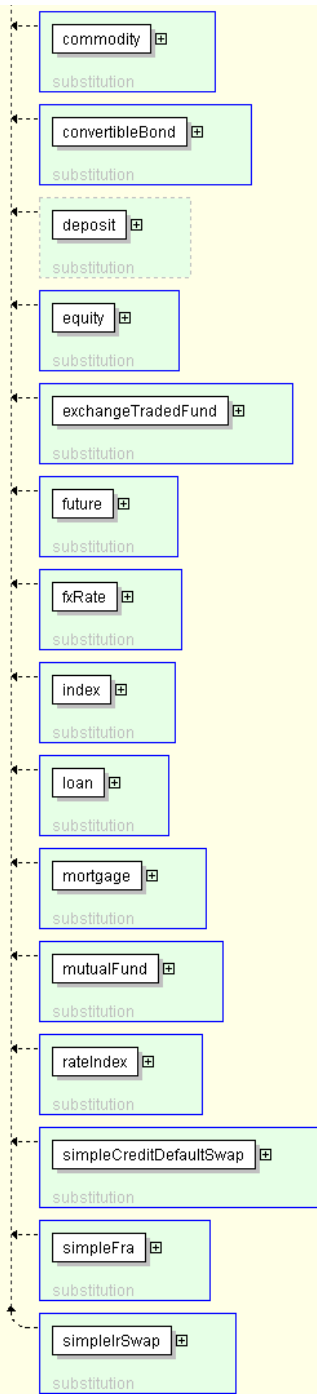 commodity
substitution
convertibleBond
substitution
deposit
substitution
equity
substitution
exchangeTradedFund
substitution
future
substitution
fxRate
substitution
index
substitution
loan
substitution
mortgage
substitution
mutualFund
substitution
rateIndex
substitution
simpleCreditDefaultSwap
substitution
simpleFra
substitution
simpleIrSwap
substitution